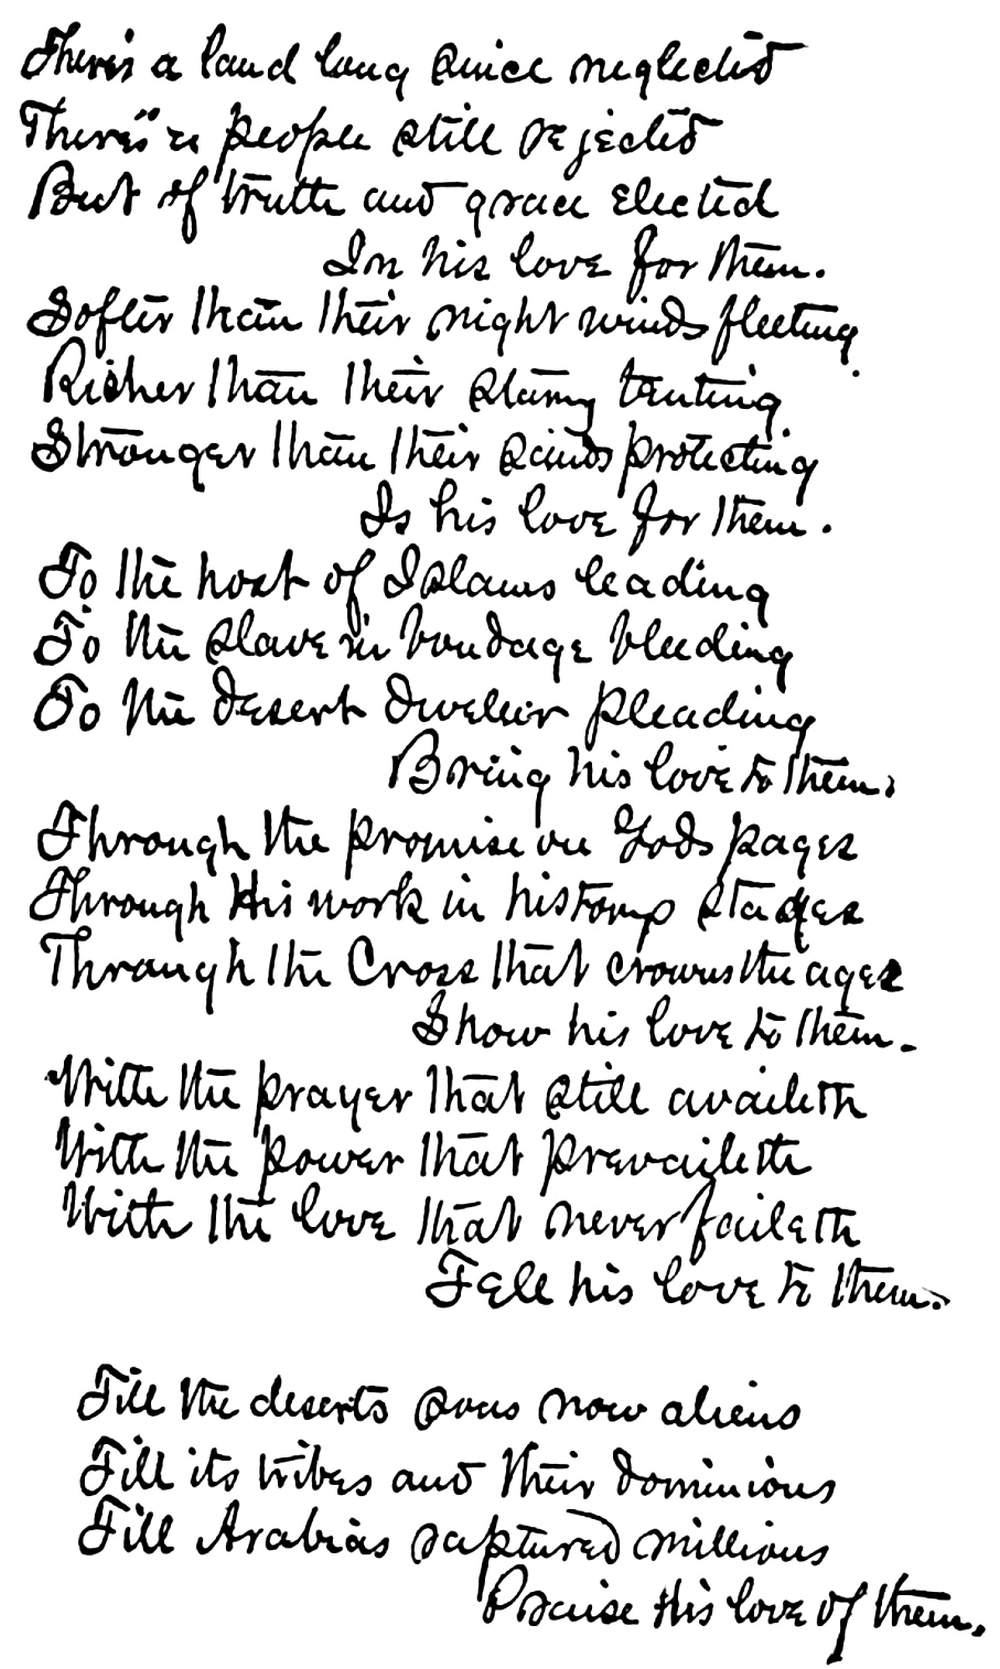 There's a land long since neglected
There's a people still rejected
But of truth and grace elected
In his love for them.
Softer than their night winds fleeting
Richer than their starry tenting
Stronger than their sands protecting
Is his love for them.
To the host of Islams leading
To the slave in bondage bleeding
To the desert dweller pleading
Bring his love to them.
Through the promise on Gods pages
Through His work in historys stages
Through the Cross that crowns the ages
Show his love to them.
With the prayer that still availeth
With the power that prevaileth
With the love that never faileth
Tell his love to them.
Till the deserts sons now aliens
Till its tribes and their dominions
Till Arabias raptured millions
Praise His love of them.